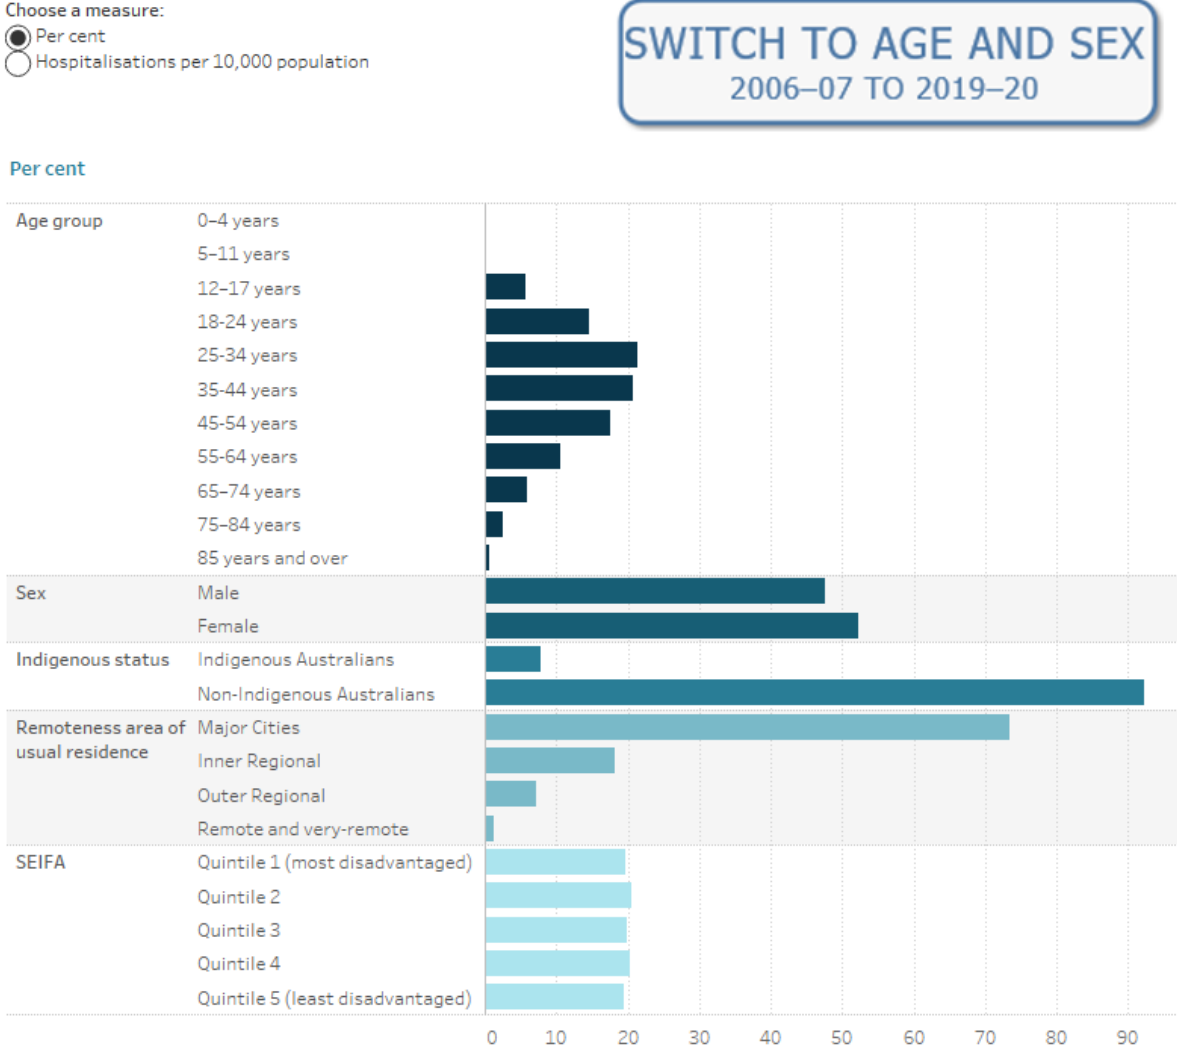 Choose a measure:
Per cent
Hospitalisations per 10,000 population
SWITCH TO AGE AND SEX
2006–07 TO 2019–20
Per cent
Age group 0–4 years
5–11 years
12–17 years
18-24 years
25-34 years
35-44 years
45-54 years
55-64 years
65–74 years
75–84 years
85 years and over
Sex Male
Female
Indigenous status Indigenous Australians
Non-Indigenous Australians
Remoteness area of usual residence Major Cities
Inner Regional
Outer Regional
Remote and very-remote
SEIFA Quintile 1 (most disadvantaged)
Quintile 2
Quintile 3
Quintile 4
Quintile 5 (least disadvantaged)
0 10 20 30 40 50 60 70 80 90